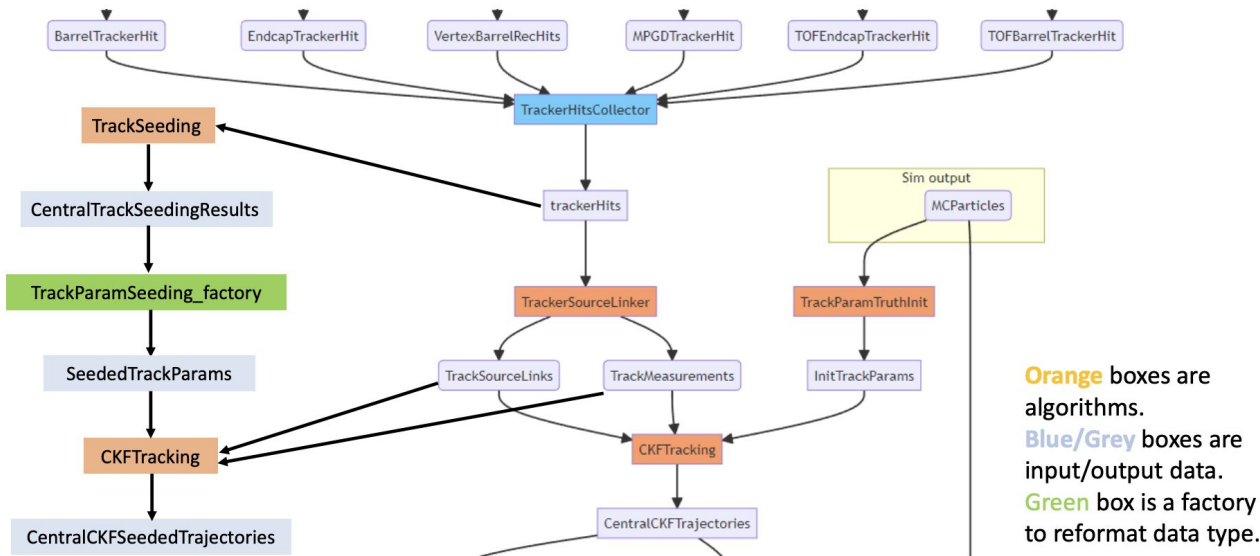 BarrelTrackerHit
EndcapTrackerHit
VertexBarrelRecHits
MPGDTrackerHit
TOFEndcapTrackerHit
TOFBarrelTrackerHit
TrackerHitsCollector
TrackSeeding
Sim output
CentralTrackSeedingResults
trackerHits
MCParticles
TrackParamSeeding_factory
TrackerSourceLinker
TrackParamTruthInit
SeededTrackParams
TrackSourceLinks
TrackMeasurements
InitTrackParams
CKFTracking
CKFTracking
CentralCKFSeededTrajectories
CentralCKFTrajectories
Orange boxes are
algorithms.
Blue/Grey boxes are
input/output data.
Green box is a factory
to reformat data type.